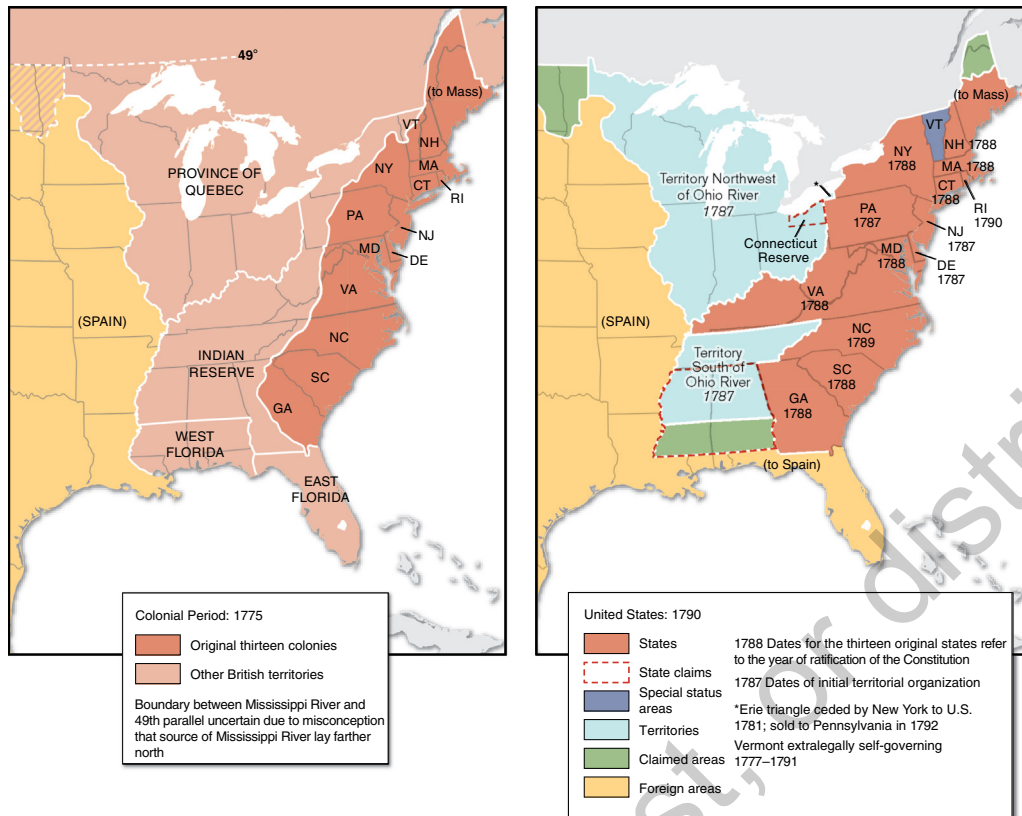 49°
(to Mass)
VT
NH
NY
MA
CT
RI
PROVINCE OF
QUEBEC
PA
NJ
MD
DE
VA
(SPAIN)
INDIAN
RESERVE
NC
SC
GA
WEST
FLORIDA
EAST
FLORIDA
Colonial Period: 1775
Original thirteen colonies
Other British territories
Boundary between Mississippi River and
49th parallel uncertain due to misconception
that source of Mississippi River lay farther
north
(to Mass)
VT
NY
1788
NH 1788
MA 1788
CT
1788
RI
1790
Territory Northwest
of Ohio River
1787
*
PA
1787
NJ
1787
Connecticut
Reserve
MD
1788
DE
1787
VA
1788
(SPAIN)
NC
1789
Territory
South of
Ohio River
1787
SC
1788
GA
1788
(to Spain)
United States: 1790
States
State claims
Special status
areas
Territories
Claimed areas
Foreign areas
1788 Dates for the thirteen original states refer
to the year of ratification of the Constitution
1787 Dates of initial territorial organization
*Erie triangle ceded by New York to U.S.
1781; sold to Pennsylvania in 1792
Vermont extralegally self-governing
1777–1791
st, or distri